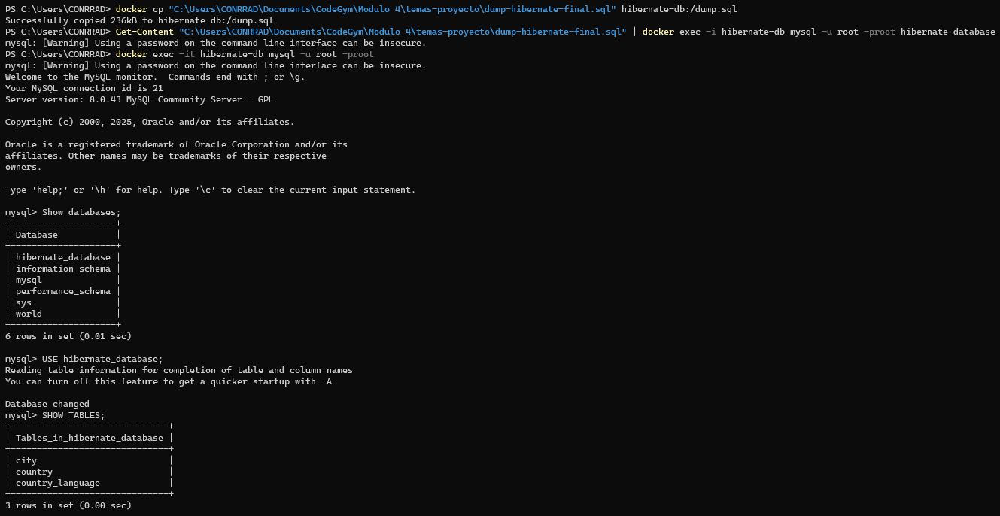 PS C:\Users\CONRRAD> docker cp "C:\Users\CONRRAD\Documents\CodeGym\Modulo 4\temas-proyecto\dump-hibernate-final.sql" hibernate-db:/dump.sql
Successfully copied 236kB to hibernate-db:/dump.sql
PS C:\Users\CONRRAD> Get-Content "C:\Users\CONRRAD\Documents\CodeGym\Modulo 4\temas-proyecto\dump-hibernate-final.sql" | docker exec -i hibernate-db mysql -u root -proot hibernate_database
mysql: [Warning] Using a password on the command line interface can be insecure.
PS C:\Users\CONRRAD> docker exec -it hibernate-db mysql -u root -proot
mysql: [Warning] Using a password on the command line interface can be insecure.
Welcome to the MySQL monitor.  Commands end with ; or \g.
Your MySQL connection id is 21
Server version: 8.0.43 MySQL Community Server - GPL

Copyright (c) 2000, 2025, Oracle and/or its affiliates.

Oracle is a registered trademark of Oracle Corporation and/or its
affiliates. Other names may be trademarks of their respective
owners.

Type 'help;' or '\h' for help. Type '\c' to clear the current input statement.

mysql> Show databases;
+--------------------+
| Database           |
+--------------------+
| hibernate_database |
| information_schema |
| mysql              |
| performance_schema |
| sys                |
| world              |
+--------------------+
6 rows in set (0.01 sec)

mysql> USE hibernate_database;
Reading table information for completion of table and column names
You can turn off this feature to get a quicker startup with -A

Database changed
mysql> SHOW TABLES;
+------------------------------+
| Tables_in_hibernate_database |
+------------------------------+
| city                         |
| country                      |
| country_language             |
+------------------------------+
3 rows in set (0.00 sec)